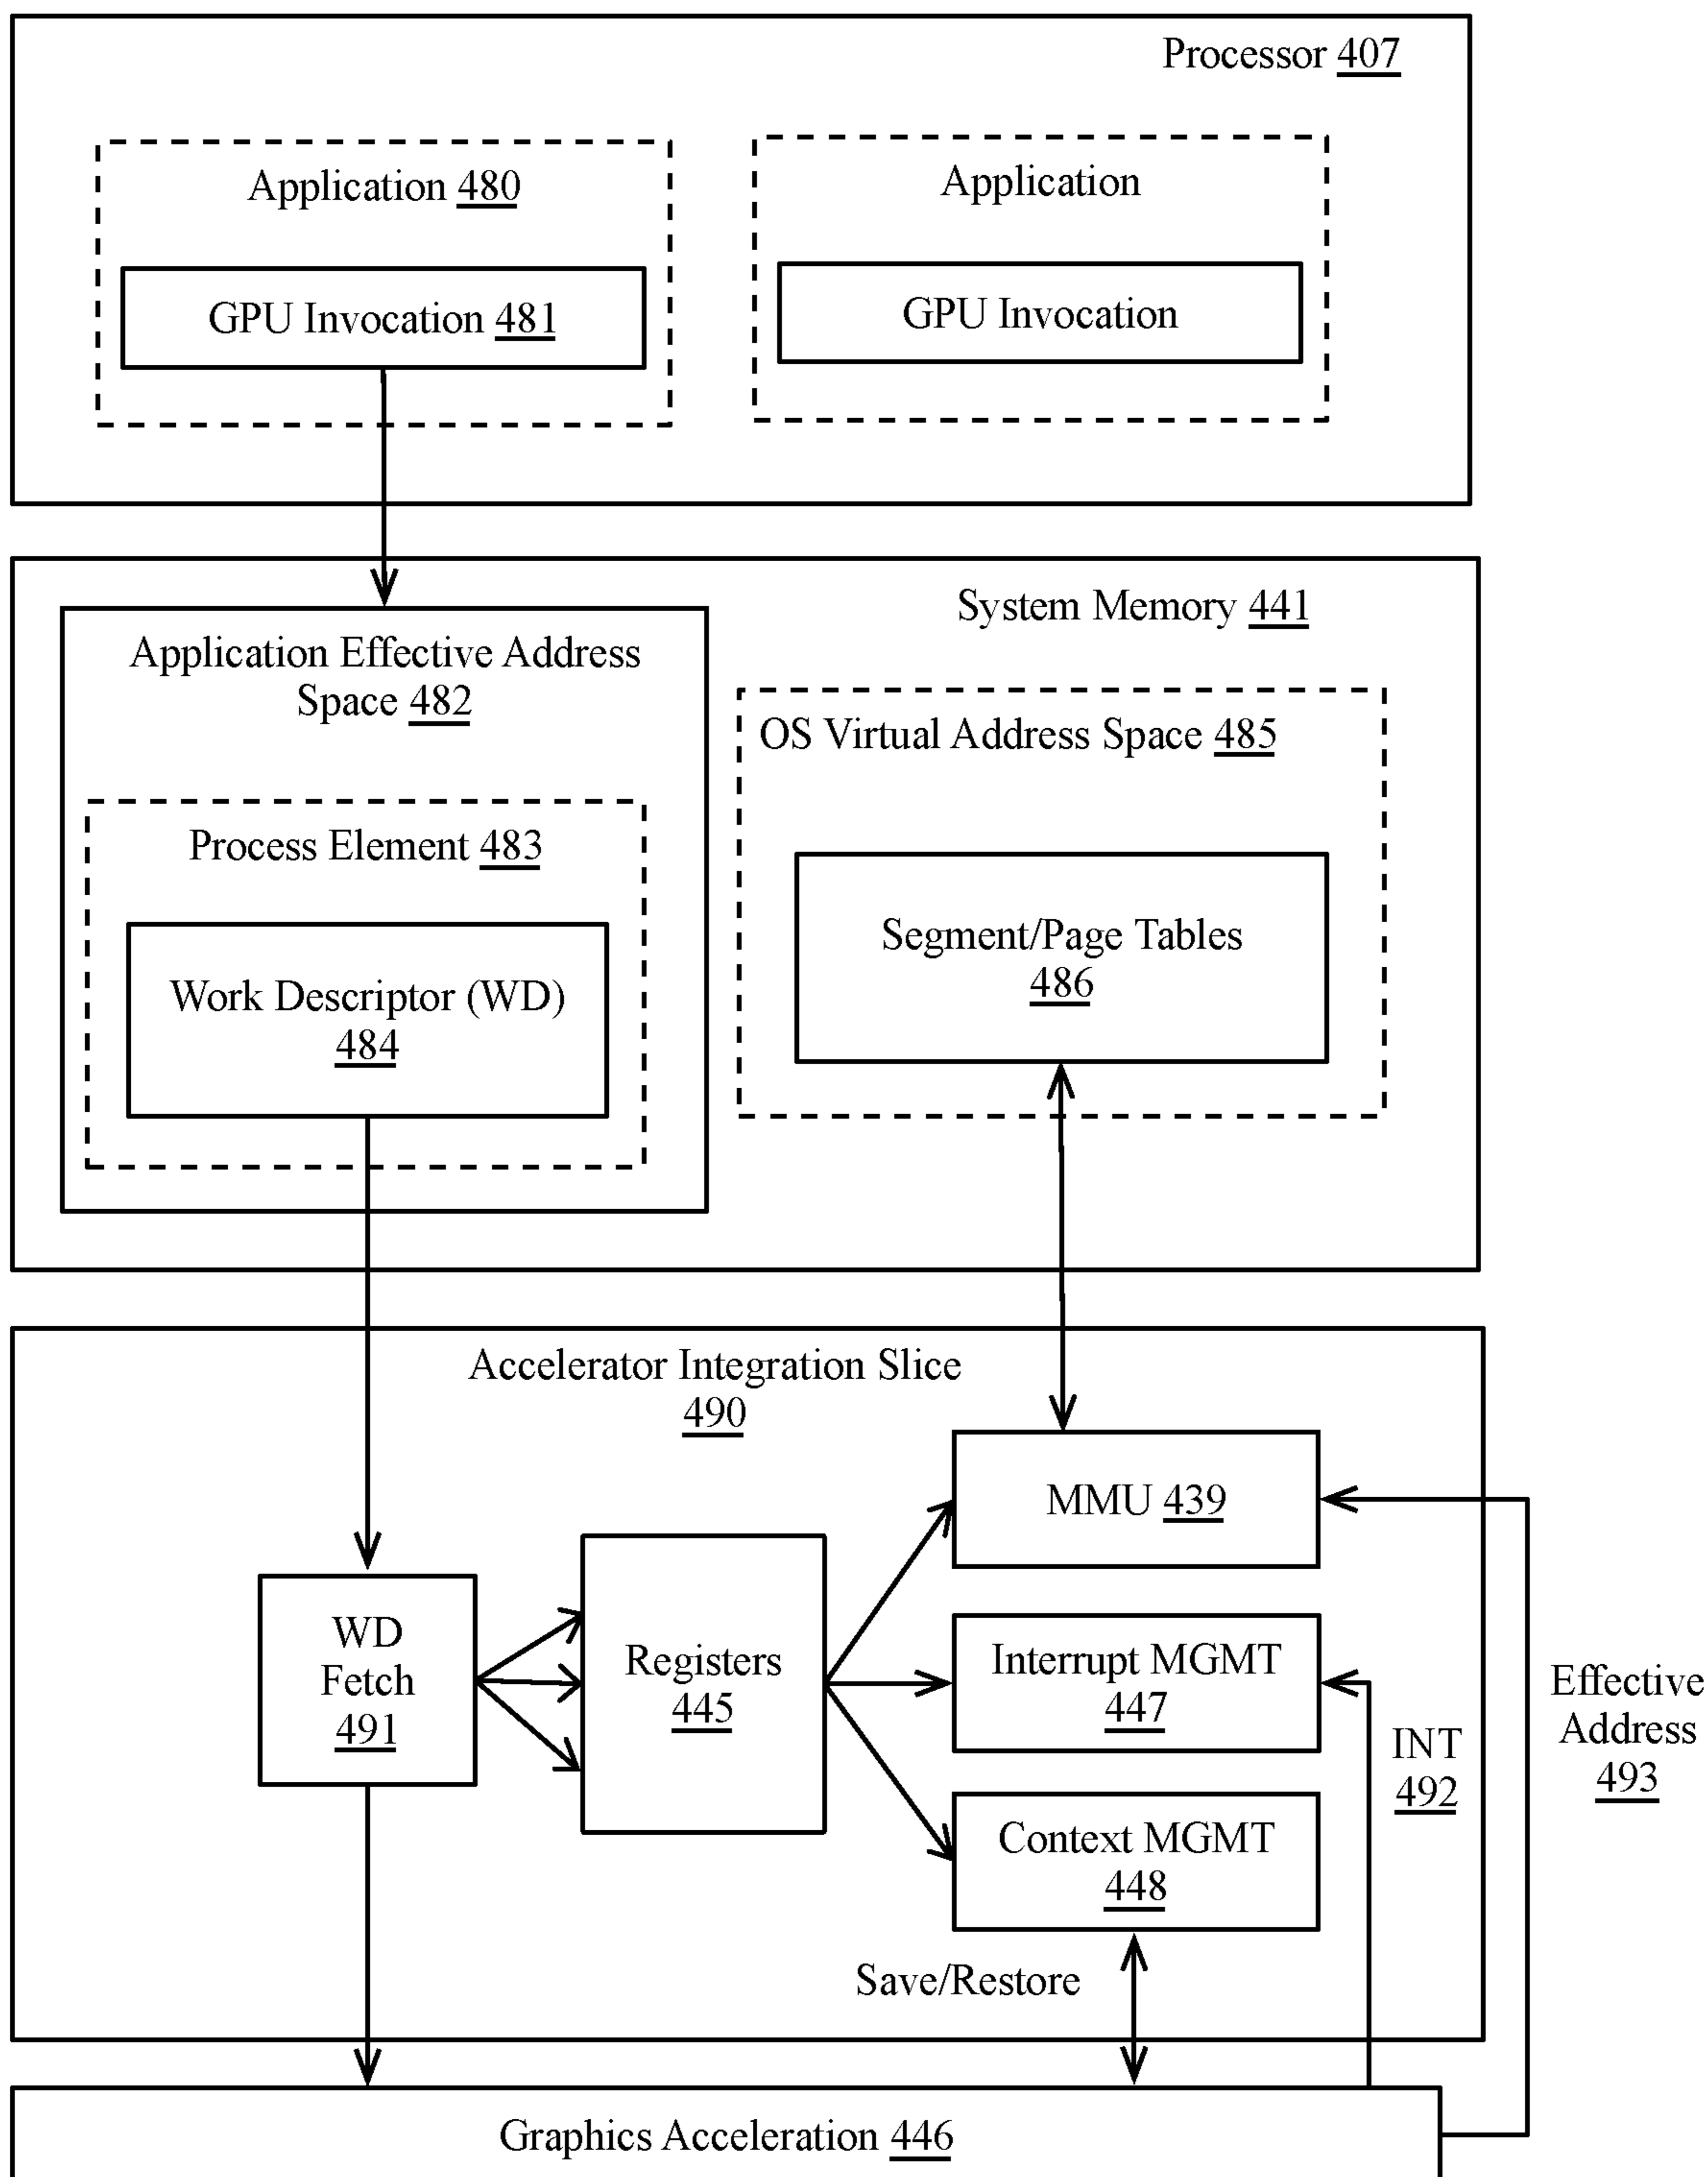 Processor 407
Application 480
GPU Invocation 481
Application
GPU Invocation
System Memory 441
Application Effective Address
Space 482
Process Element 483
Work Descriptor (WD)
484
OS Virtual Address Space 485
Segment/Page Tables
486
Accelerator Integration Slice
490
WD
Fetch
491
Registers
445
MMU 439
Interrupt MGMT
447
Context MGMT
448
Save/Restore
INT
492
Effective
Address
493
Graphics Acceleration 446